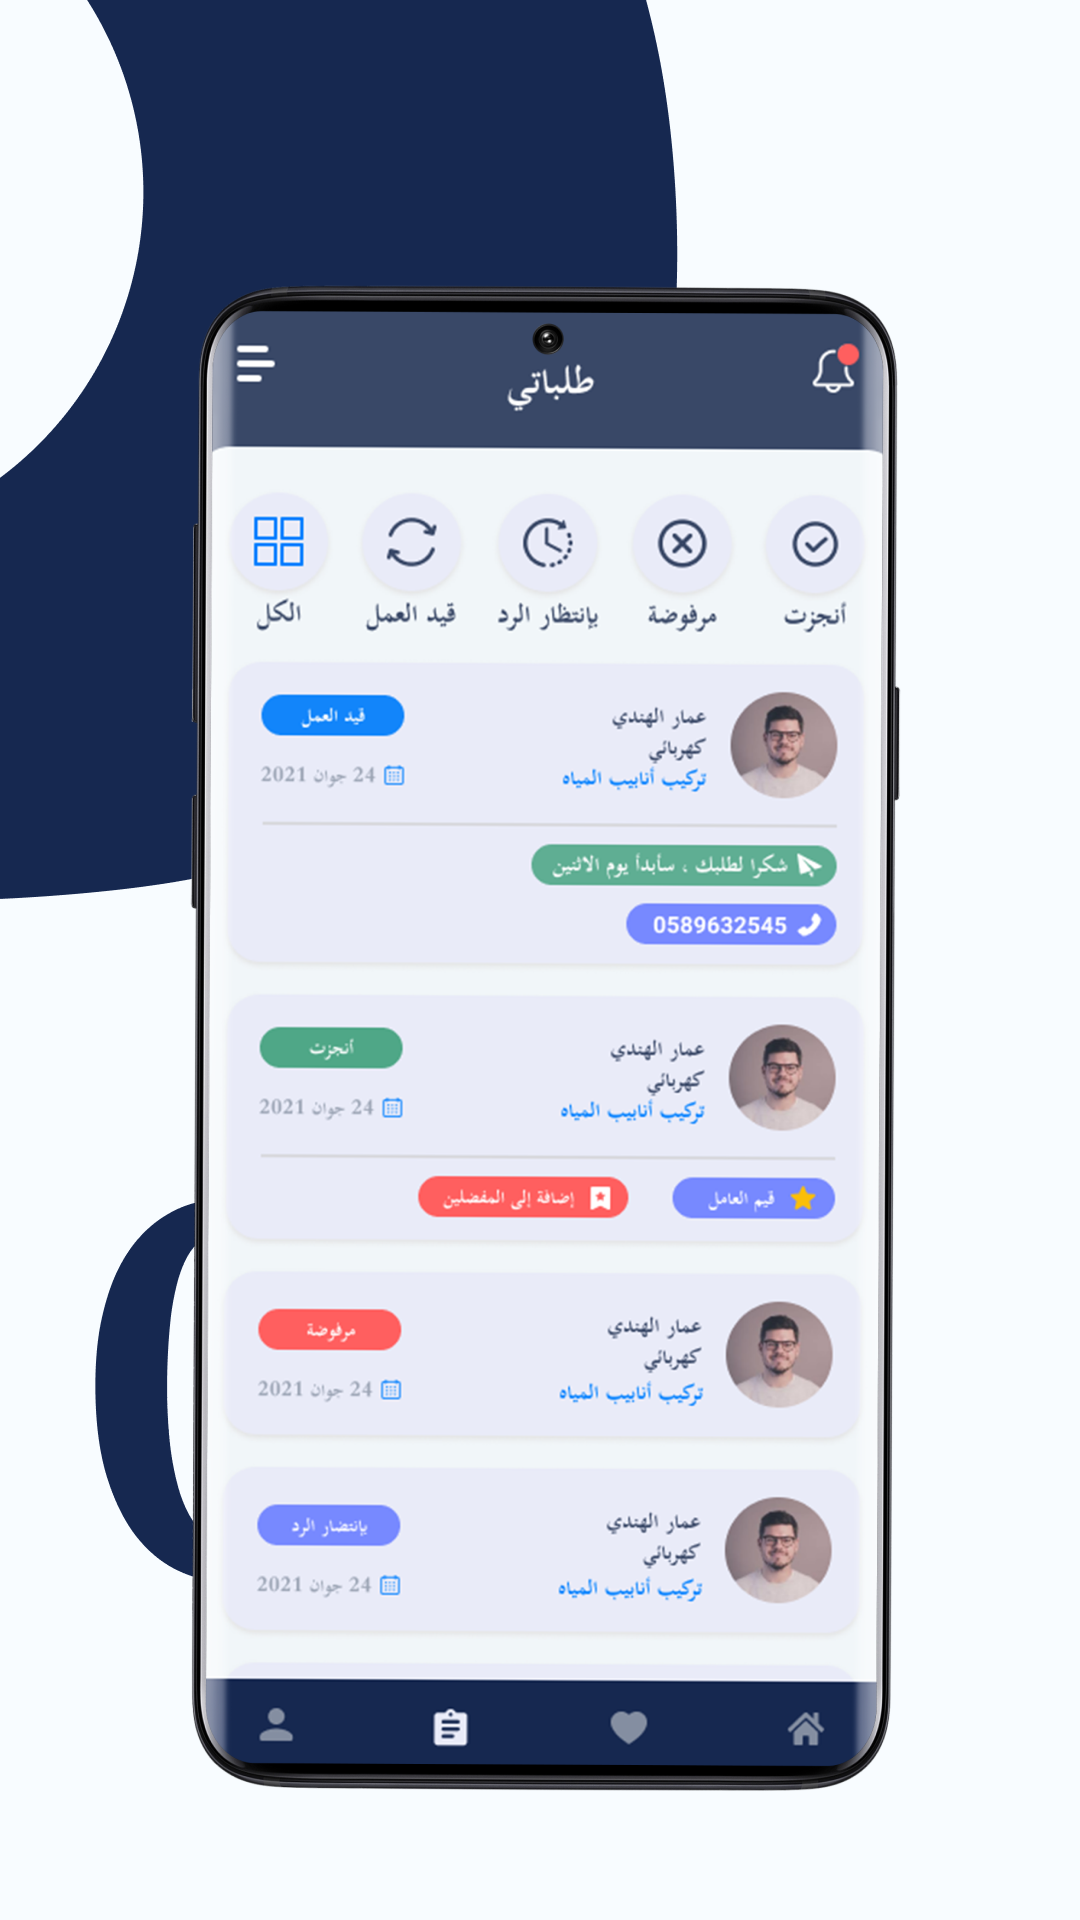 طلباتي
أنجزت
مرفوضة
بإنتظار الرد
قيد العمل
الكل
عمار الهندي
قيد العمل
كهربائي
تركيب أنابيب المياه
24 جوان 2021
شكرا لطلبك ، سأبدأ يوم الاثنين
0589632545
عمار الهندي
أنجزت
كهربائي
تركيب أنابيب المياه
24 جوان 2021
قيم العامل
إضافة إلى المفضلين
عمار الهندي
مرفوضة
كهربائي
تركيب أنابيب المياه
24 جوان 2021
عمار الهندي
بإنتضار الرد
كهربائي
تركيب أنابيب المياه
24 جوان 2021